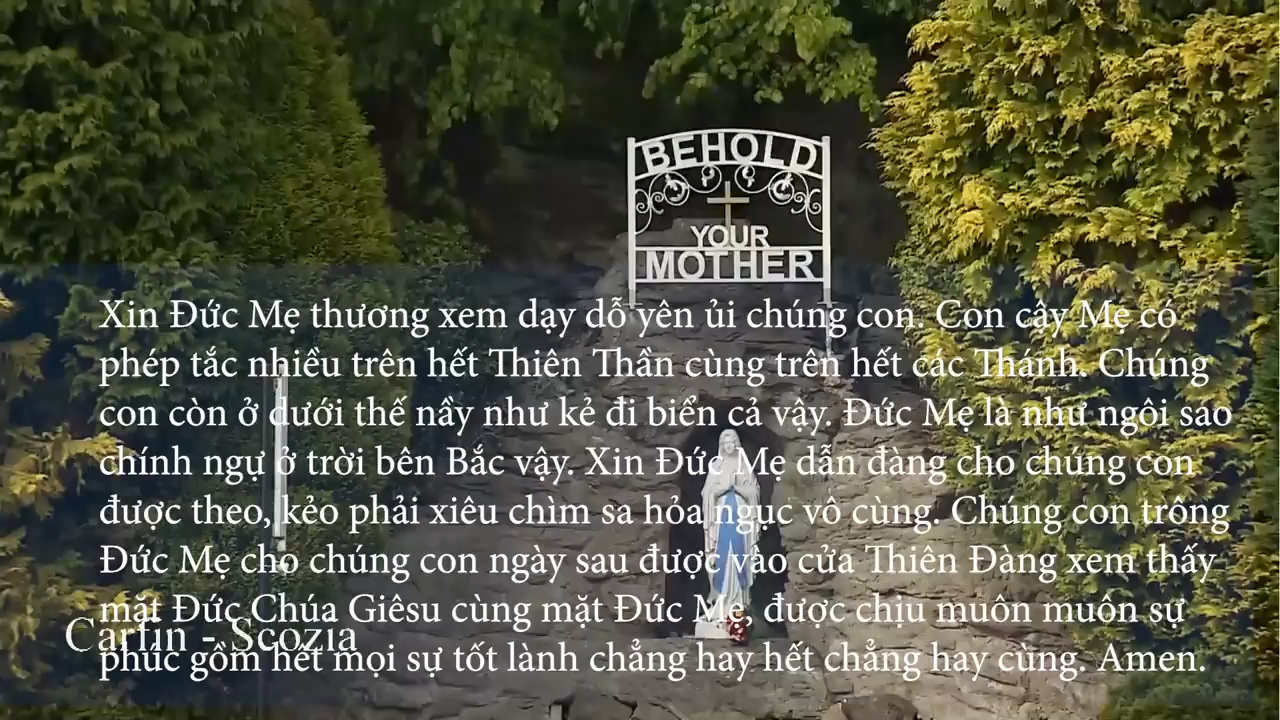 BEHOLD
YOUR
MOTHER
Xin Đức Mẹ thương xem dạy dỗ yên ủi chúng con. Con cậy Mẹ có
phép tắc nhiều trên hết Thiên Thần cùng trên hết các Thánh. Chúng
con còn ở dưới thế nầy như kẻ đi biển cả vậy. Đức Mẹ là như ngôi sao
chính ngự ở trời bên Bắc vậy. Xin Đức Mẹ dẫn đàng cho chúng con
được theo, kẻo phải xiêu chìm sa hỏa ngục vô cùng. Chúng con trông
Đức Mẹ cho chúng con ngày sau được vào cửa Thiên Đàng xem thấy
mặt Đức Chúa Giêsu cùng mặt Đức Mẹ, được chịu muôn muôn sự
phúc gồm hết mọi sự tốt lành chẳng hay hết chẳng hay cùng. Amen.
Carfin - Scozia